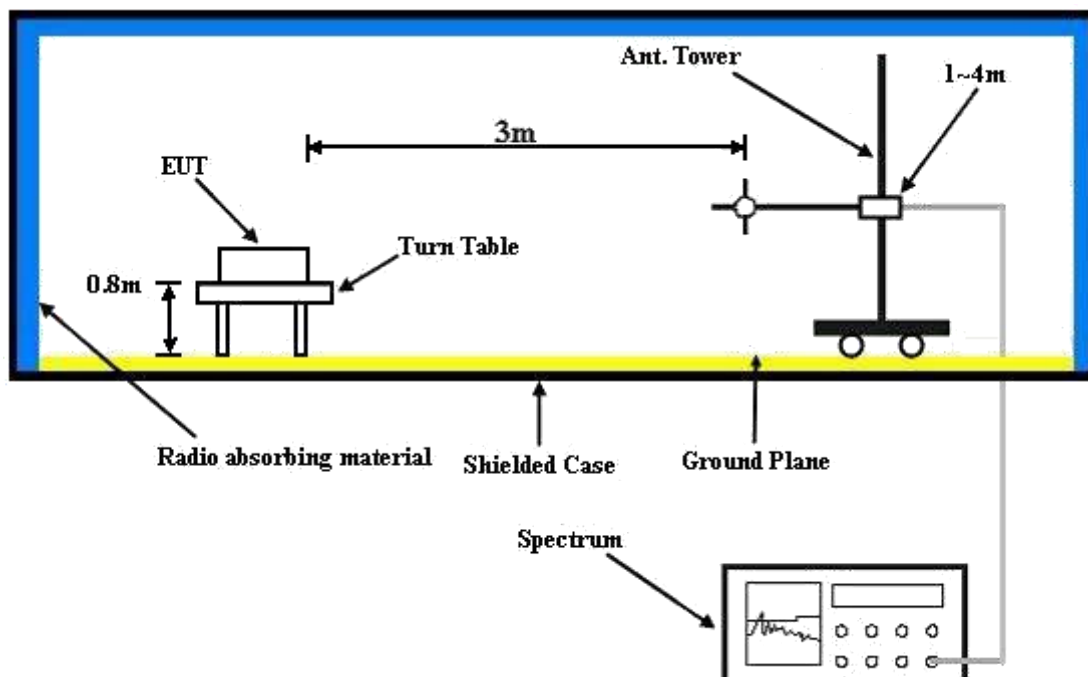 Ant. Tower
1~4m
3m
EUT
Turn Table
0.8m
Radio absorbing material
Shielded Case
Ground Plane
Spectrum